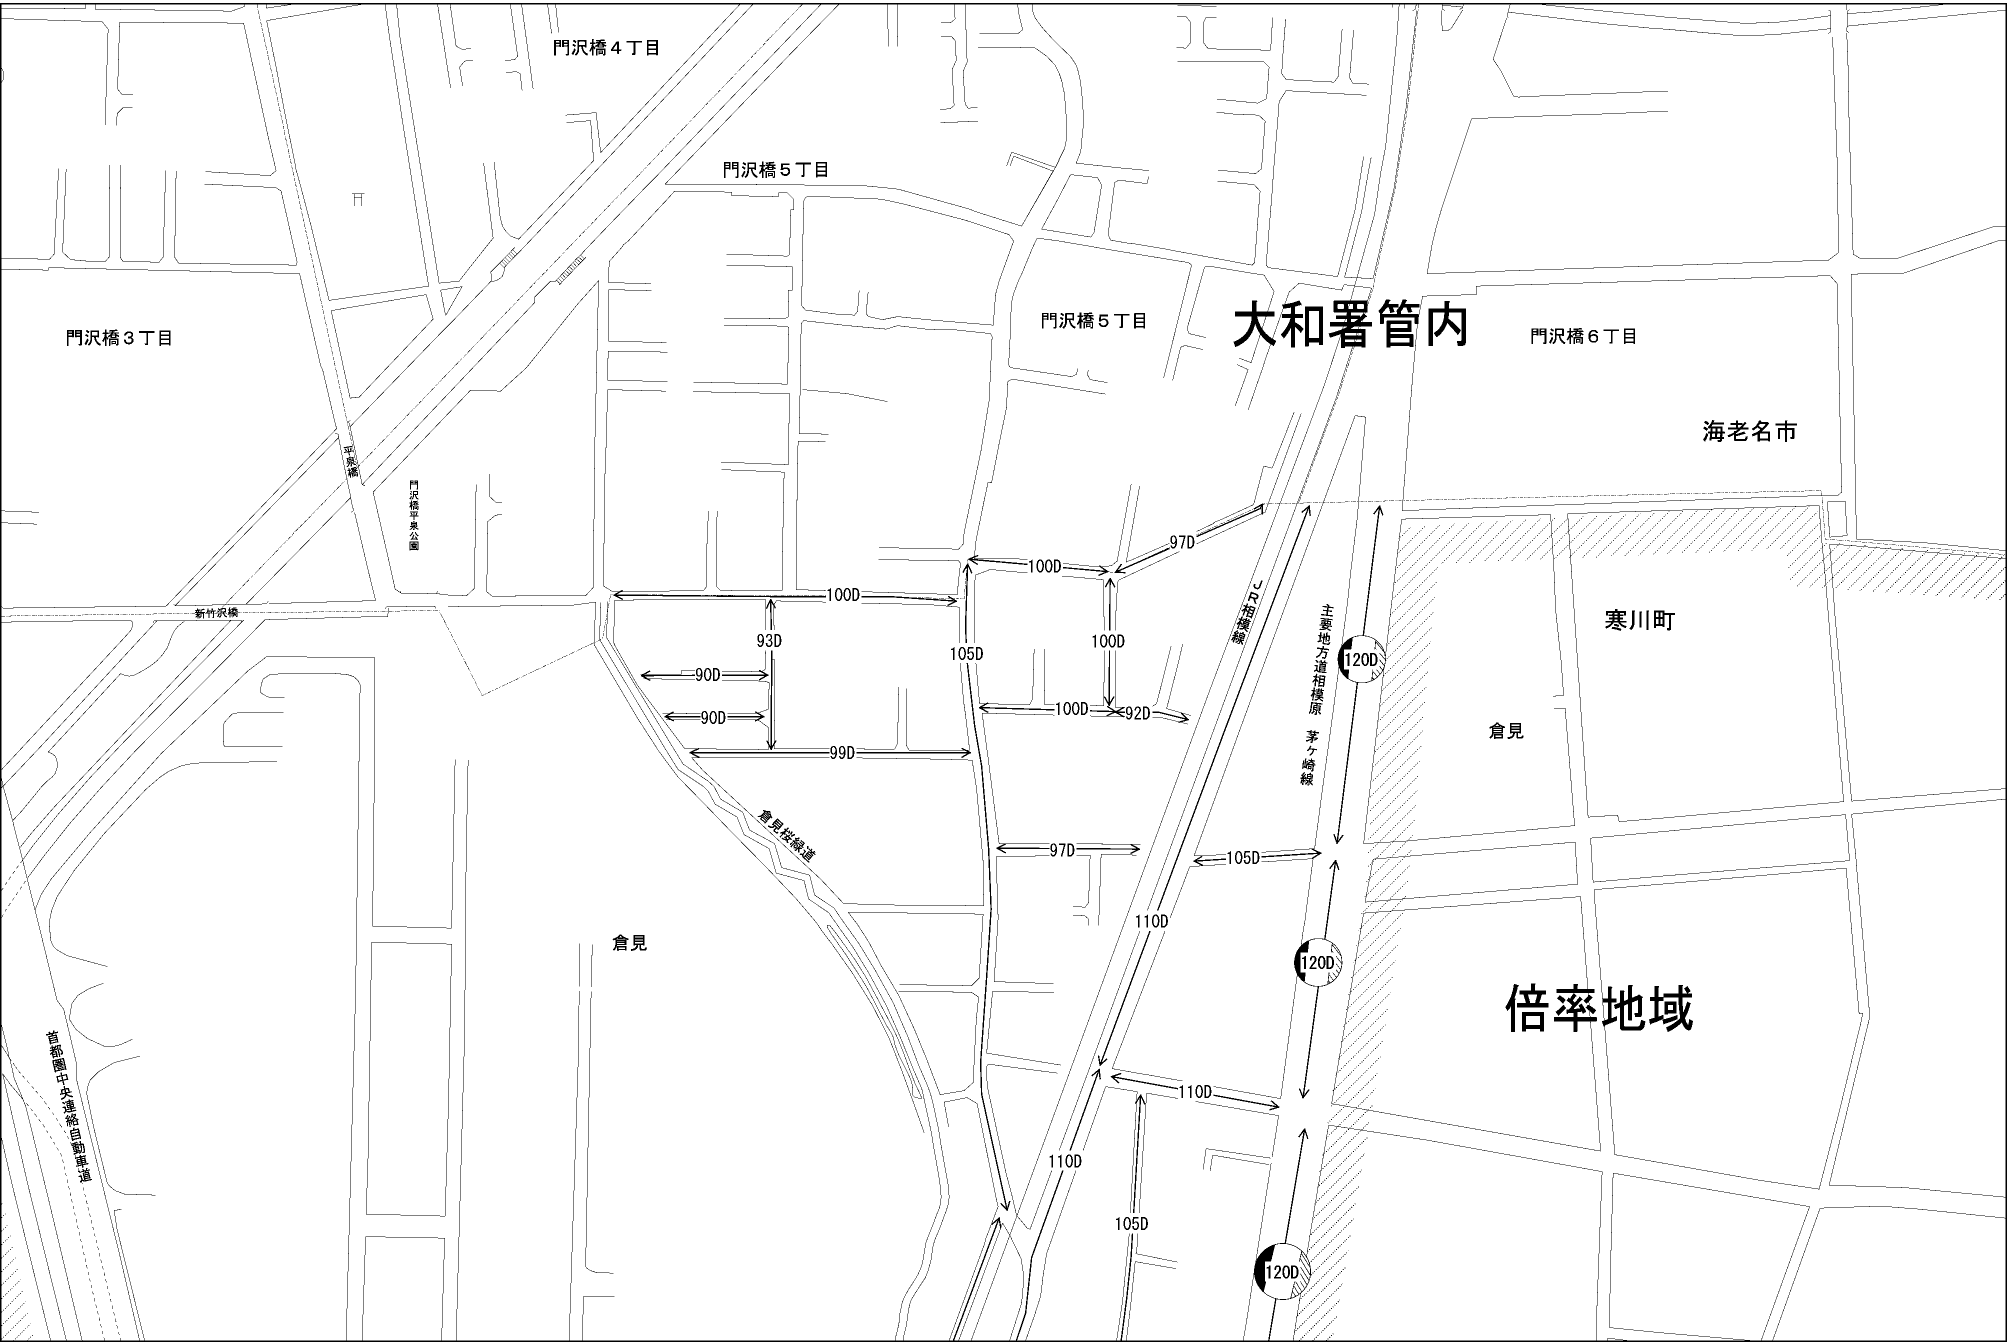 門沢橋４丁目
門沢橋５丁目
門沢橋３丁目
門沢橋５丁目
大和署管内
門沢橋６丁目
海老名市
平泉橋
門沢橋平泉公園
97D
100D
100D
新竹沢橋
JR相模線
主要地方道相模原　茅ヶ崎線
寒川町
93D
105D
100D
120D
90D
90D
100D
92D
倉見
99D
倉見桜緑道
97D
105D
110D
倉見
120D
倍率地域
首都圏中央連絡自動車道
110D
110D
105D
120D